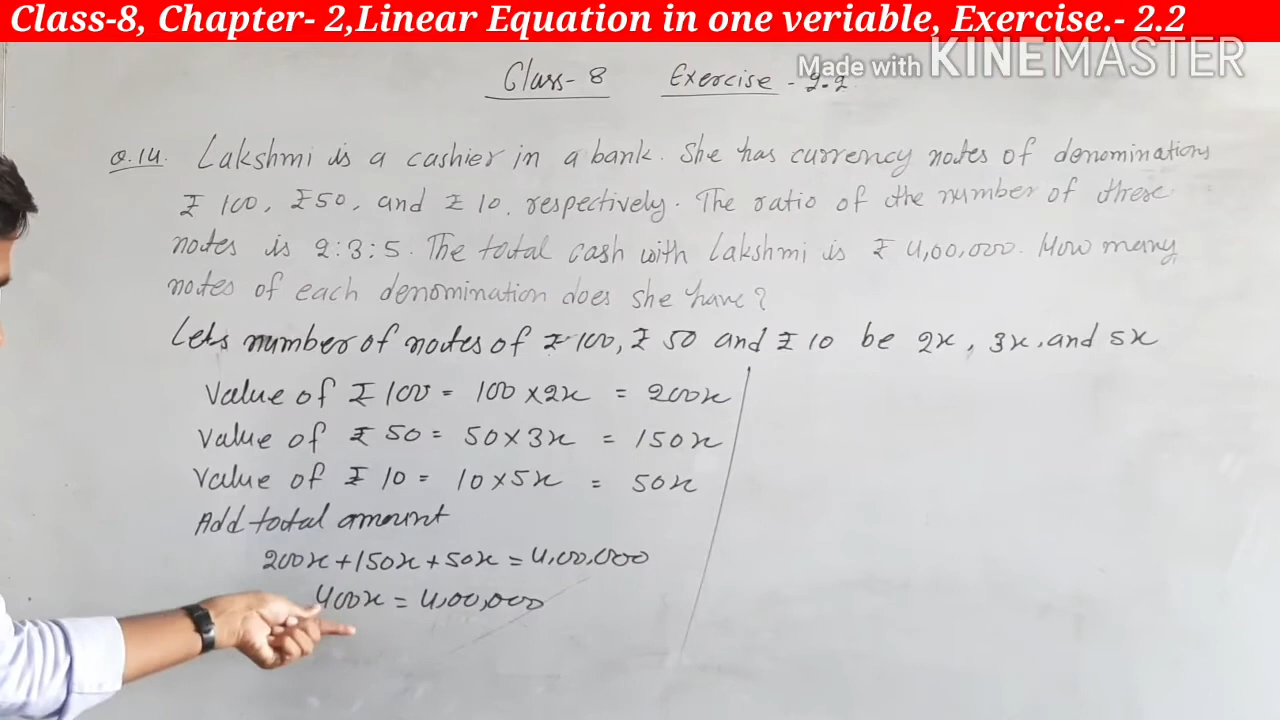 Class-8, Chapter- 2,Linear Equation in one veriable, Exercise.- 2.2
Made with KINEMASTER
Class- 8 Exercise - 2.2
Q.14. Lakshmi is a cashier in a bank. She has currency notes of denominations
₹ 100, ₹50, and ₹ 10. respectively. The ratio of the number of these
notes is 2:3:5. The total cash with Lakshmi is ₹ 4,00,000. How many
notes of each denomination does she have?
Lets number of notes of ₹ 100, ₹ 50 and ₹ 10 be 2x, 3x, and 5x
Value of ₹ 100 = 100 × 2x = 200x
Value of ₹ 50 = 50 × 3x = 150x
Value of ₹ 10 = 10 × 5x = 50x
Add total amount
200x + 150x + 50x = 4,00,000
400x = 4,00,000